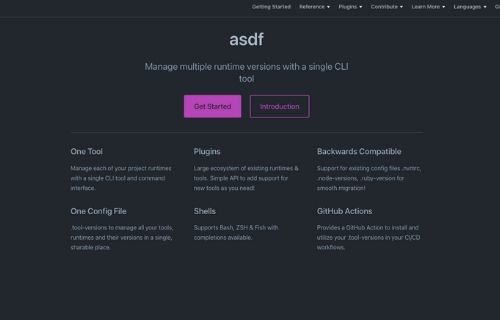 Getting Started Reference Plugins Contribute Learn More Languages
asdf
Manage multiple runtime versions with a single CLI
tool
Get Started Introduction
One Tool
Manage each of your project runtimes
with a single CLI tool and command
interface.
Plugins
Large ecosystem of existing runtimes &
tools. Simple API to add support for
new tools as you need!
Backwards Compatible
Support for existing config files .nvmrc,
.node-versions, .ruby-version for
smooth migration!
One Config File
.tool-versions to manage all your tools,
runtimes and their versions in a single,
sharable place.
Shells
Supports Bash, ZSH & Fish with
completions available.
GitHub Actions
Provides a GitHub Action to install and
utilize your .tool-versions in your CI/CD
workflows.